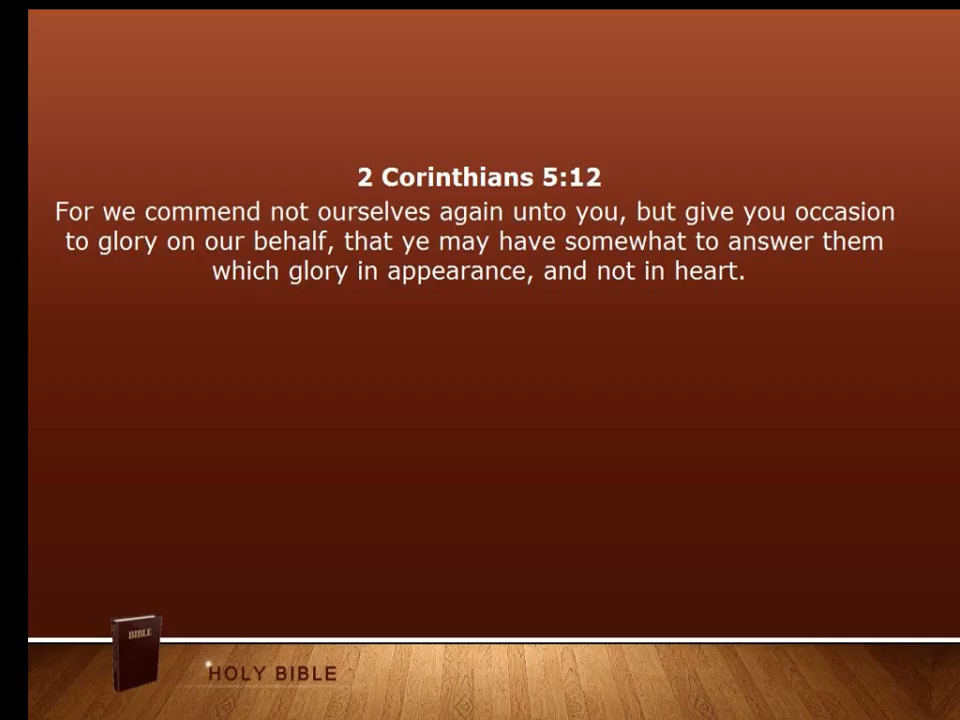 2 Corinthians 5:12
For we commend not ourselves again unto you, but give you occasion
to glory on our behalf, that ye may have somewhat to answer them
which glory in appearance, and not in heart.
BIBLE
HOLY BIBLE